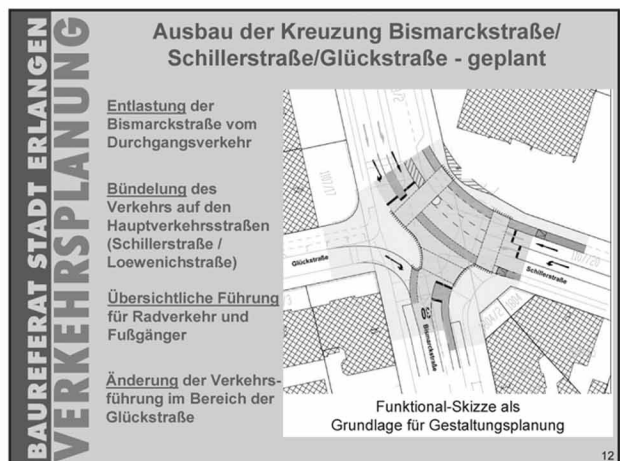 BAUREFERAT STADT ERLANGEN
VERKEHRSPLANUNG
Ausbau der Kreuzung Bismarckstraße/
Schillerstraße/Glückstraße - geplant
Entlastung der
Bismarckstraße vom
Durchgangsverkehr
Bündelung des
Verkehrs auf den
Hauptverkehrsstraßen
(Schillerstraße /
Loewenichstraße)
Übersichtliche Führung
für Radverkehr und
Fußgänger
Änderung der Verkehrs-
führung im Bereich der
Glückstraße
Glückstraße
Schillerstraße
Bismarckstraße
Funktional-Skizze als
Grundlage für Gestaltungsplanung
12